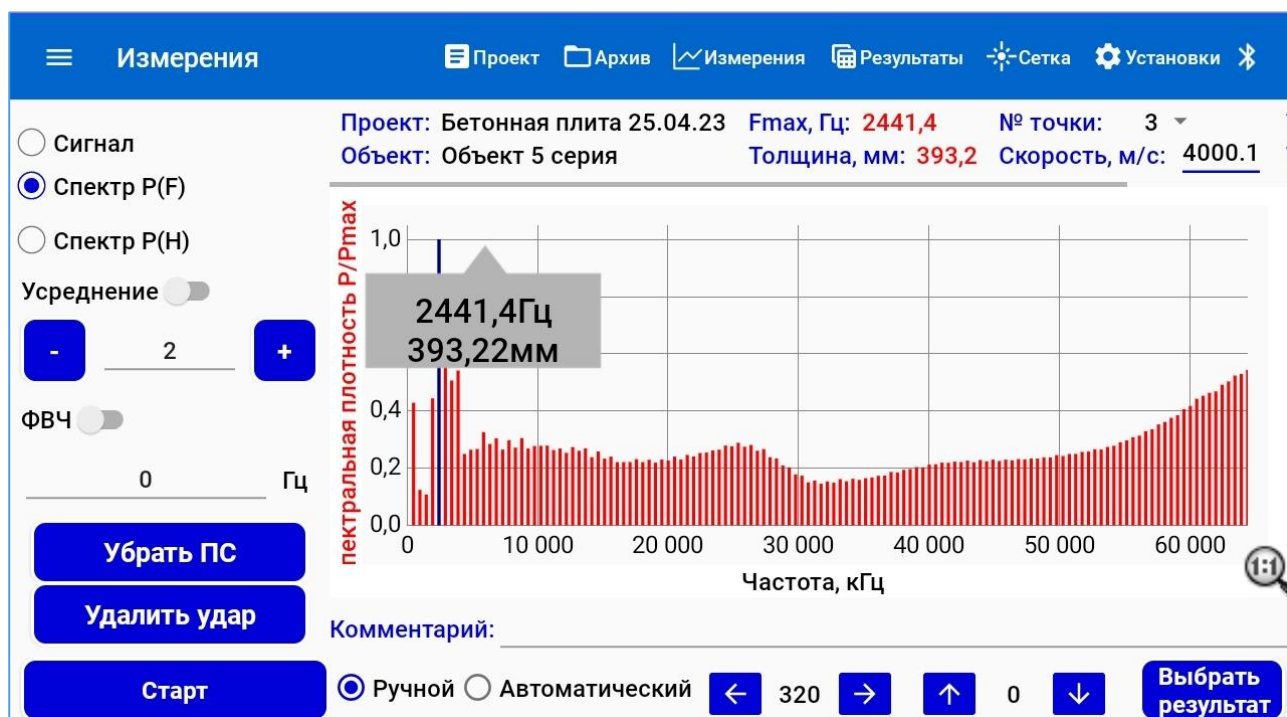 Измерения
Проект Архив Измерения Результаты Сетка Установки
Проект: Бетонная плита 25.04.23 Fmax, Гц: 2441,4 № точки: 3
Объект: Объект 5 серия Толщина, мм: 393,2 Скорость, м/с: 4000.1
Сигнал
Спектр P(F)
Спектр P(H)
Усреднение
- 2 +
ФВЧ
0 Гц
Убрать ПС
Удалить удар
Старт
пектральная плотность P/Pmax
1,0
2441,4Гц
393,22мм
0,4
0,2
0,0
0 10 000 20 000 30 000 40 000 50 000 60 000
Частота, кГц
1:1
Комментарий:
Ручной Автоматический 320 0 Выбрать
результат